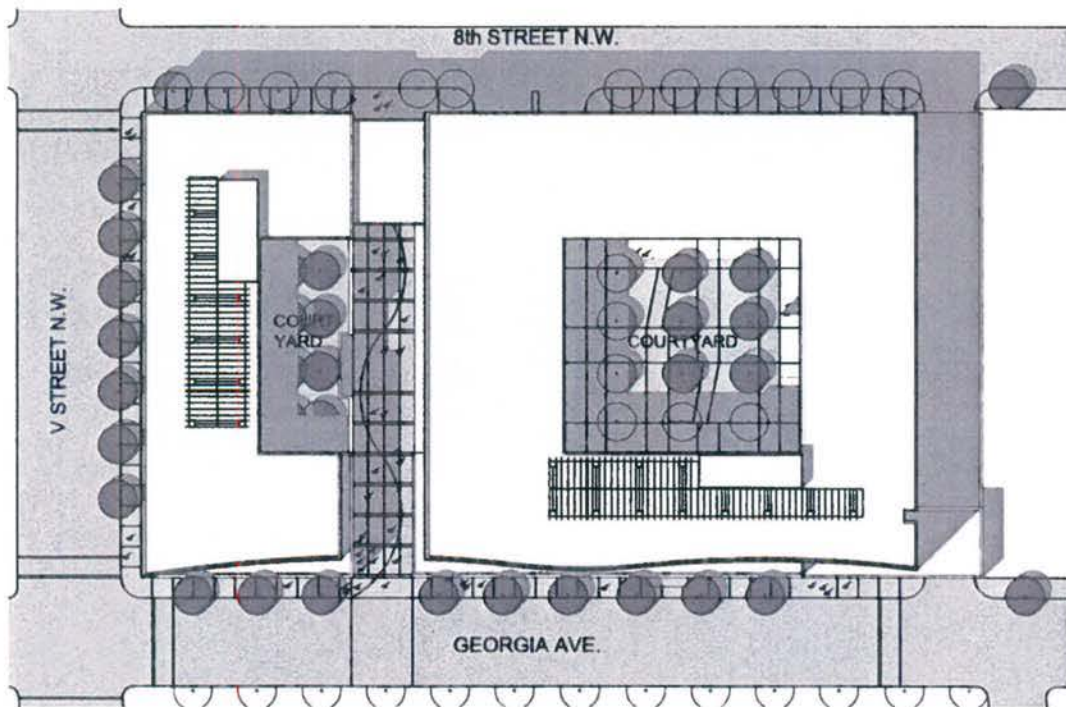 8th STREET N.W.
V STREET N.W.
COURT
YARD
COURTYARD
GEORGIA AVE.